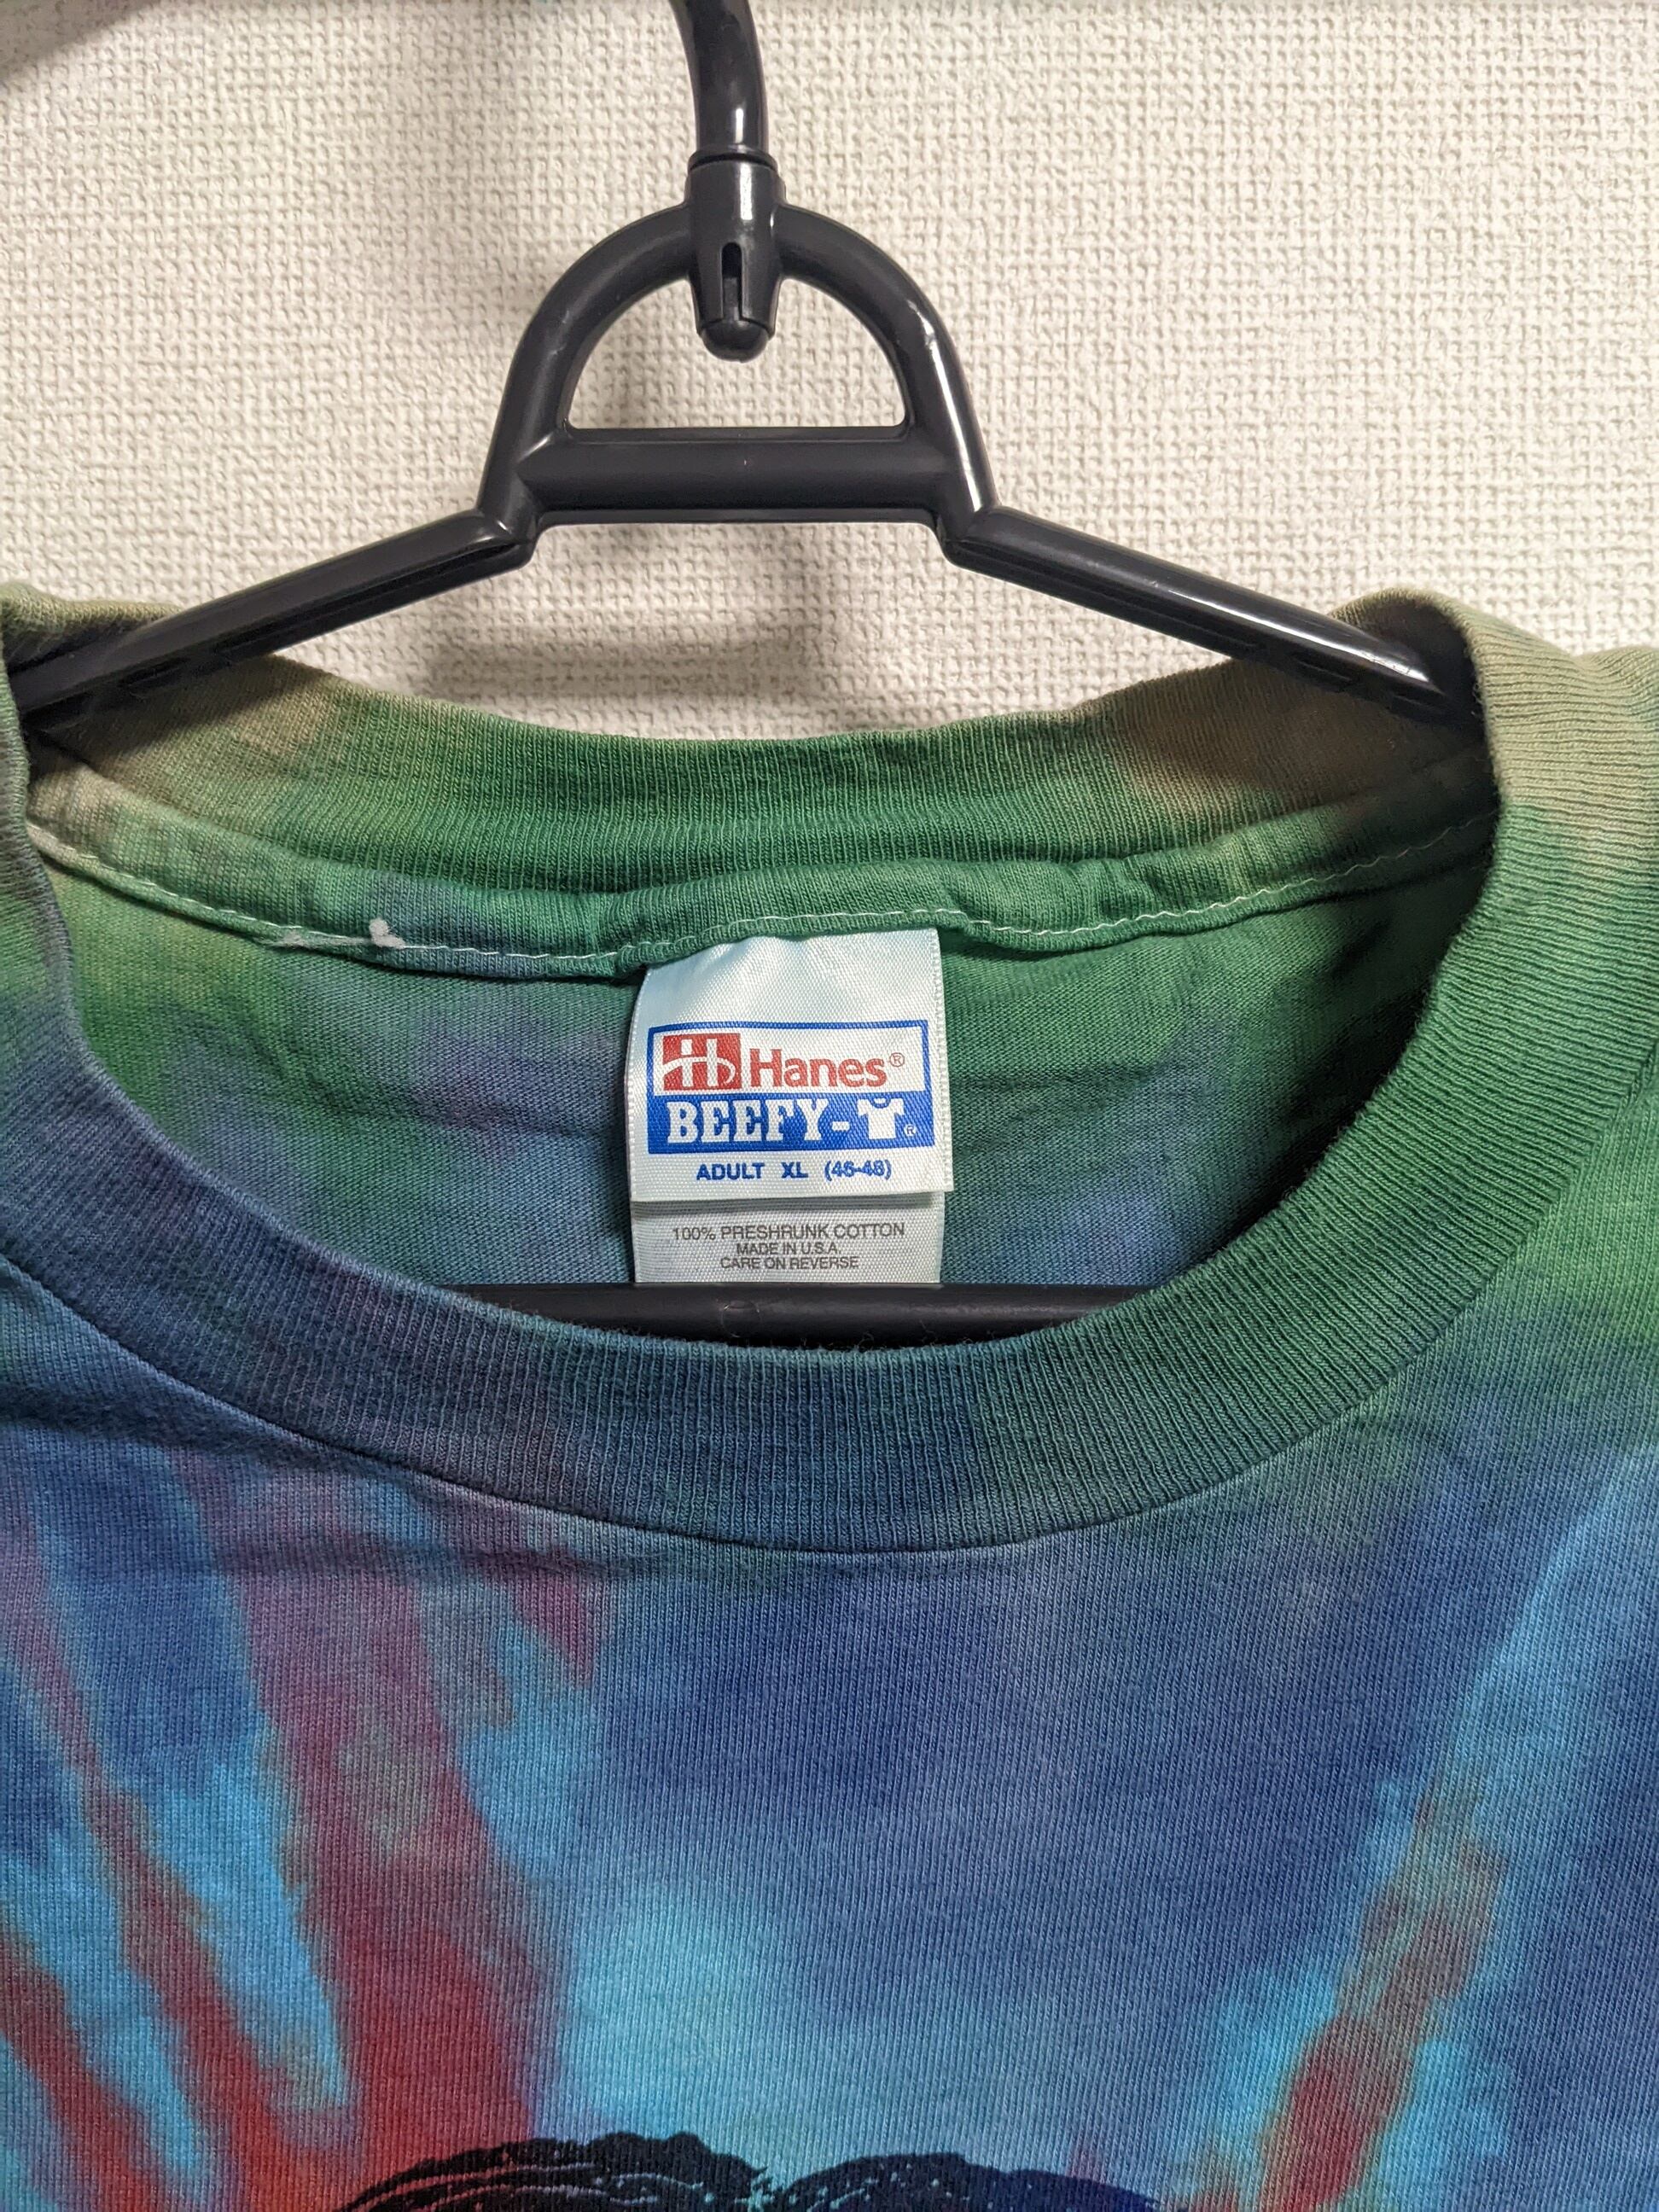 Hanes®
BEEFY-T®
ADULT XL (46-48)
100% PRESHRUNK COTTON
MADE IN U.S.A.
CARE ON REVERSE